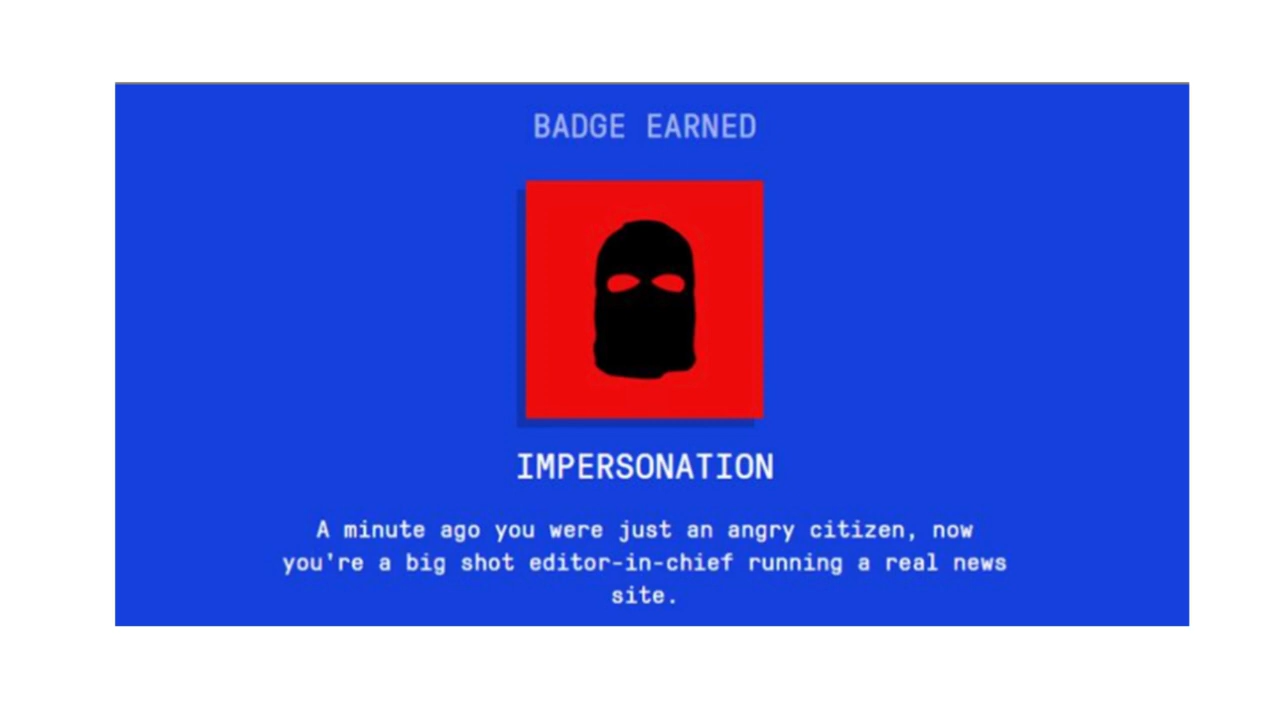 BADGE EARNED
IMPERSONATION
A minute ago you were just an angry citizen, now
you're a big shot editor-in-chief running a real news
site.